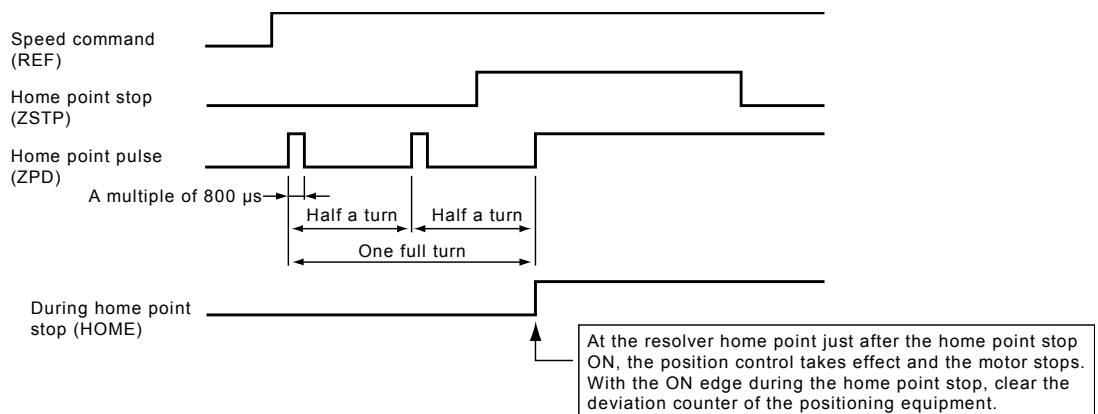 Speed command
(REF)
Home point stop
(ZSTP)
Home point pulse
(ZPD)
A multiple of 800 µs
Half a turn
Half a turn
One full turn
During home point
stop (HOME)
At the resolver home point just after the home point stop
ON, the position control takes effect and the motor stops.
With the ON edge during the home point stop, clear the
deviation counter of the positioning equipment.